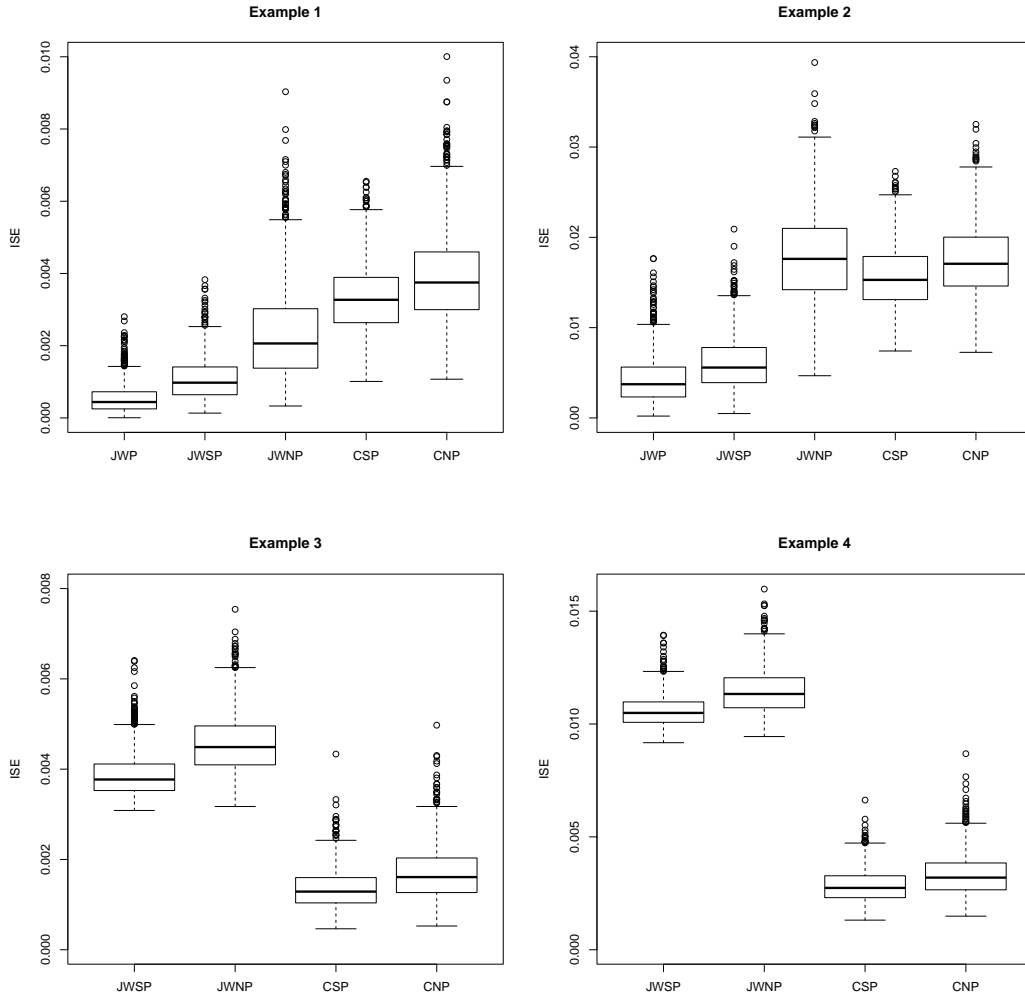 Example 1
ISE
0.010
0.008
0.006
0.004
0.002
0.000
JWP JWSP JWNP CSP CNP
Example 2
ISE
0.04
0.03
0.02
0.01
0.00
JWP JWSP JWNP CSP CNP
Example 3
ISE
0.008
0.006
0.004
0.002
0.000
JWSP JWNP CSP CNP
Example 4
ISE
0.015
0.010
0.005
0.000
JWSP JWNP CSP CNP